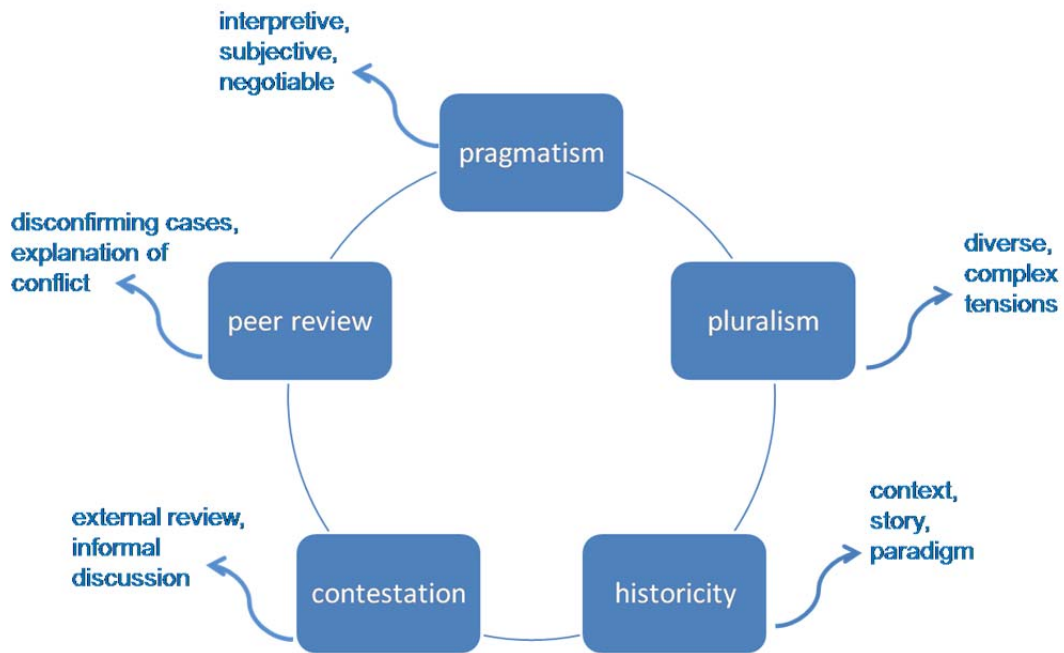 interpretive,
subjective,
negotiable
pragmatism
disconfirming cases,
explanation of
conflict
peer review
pluralism
diverse,
complex
tensions
external review,
informal
discussion
contestation
historicity
context,
story,
paradigm